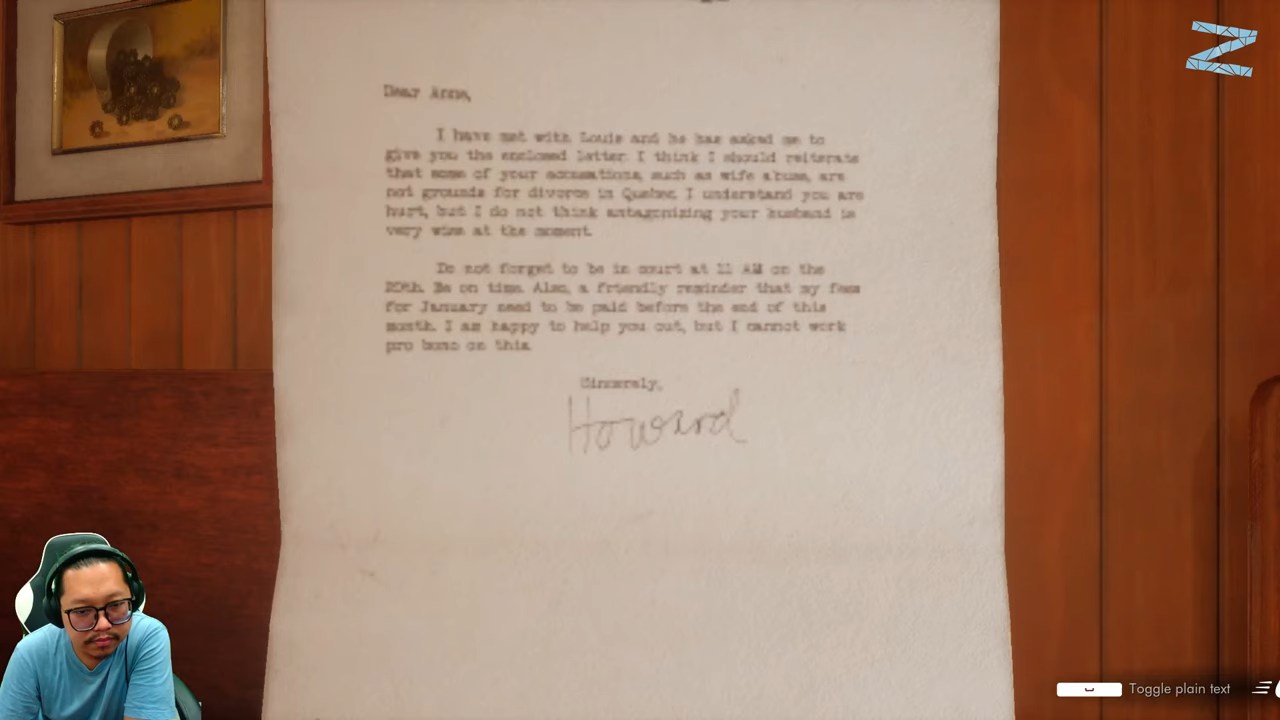 Z
Dear Anne,
I have met with Louis and he has asked me to
give you the enclosed letter. I think I should reiterate
that some of your accusations, such as wife abuse, are
not grounds for divorce in Quebec. I understand you are
hurt, but I do not think antagonizing your husband is
very wise at the moment.
Do not forget to be in court at 11 AM on the
20th. Be on time. Also, a friendly reminder that my fees
for January need to be paid before the end of this
month. I am happy to help you out, but I cannot work
pro bono on this.
Sincerely,
Howard
Toggle plain text